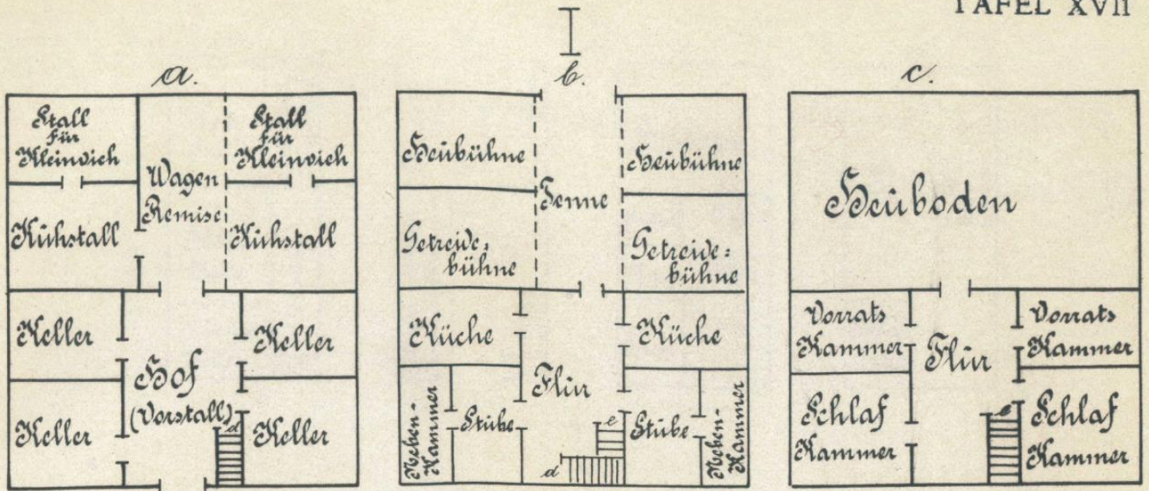 TAFEL XVII
a.
Stall
für
Kleinvieh
Wagen
Remise
Stall
für
Kleinvieh
Kuhstall
Kuhstall
Keller
Keller
Hof
(Vorstall)
d
Keller
Keller
b.
Heubühne
Tenne
Heubühne
Getreide-
bühne
Getreide-
bühne
Küche
Küche
Flur
Neben-
Kammer
Stube
e
d
Stube
Neben-
Kammer
c.
Heuboden
Vorrats
Kammer
Flur
Vorrats
Kammer
Schlaf
Kammer
e
Schlaf
Kammer